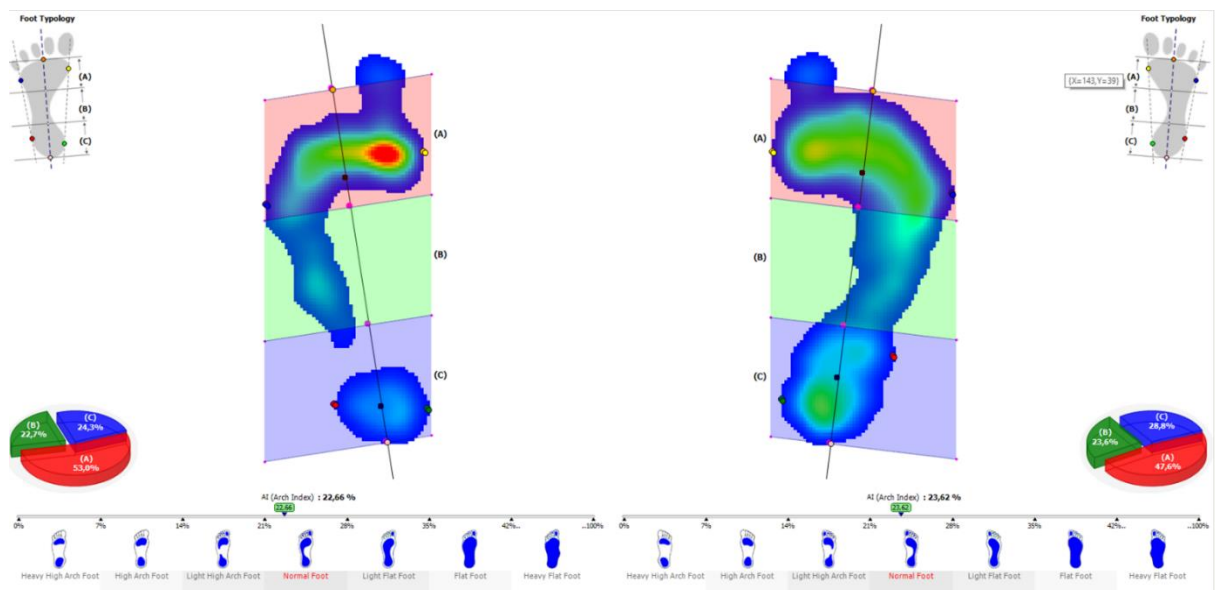 Foot Typology
(A)
(B)
(C)
(A)
(B)
(C)
(B)
22,7%
(C)
24,3%
(A)
53,0%
AI (Arch Index) : 22,66 %
22,66
0% 7% 14% 21% 28% 35% 42%... ...100%
Heavy High Arch Foot High Arch Foot Light High Arch Foot Normal Foot Light Flat Foot Flat Foot Heavy Flat Foot
Foot Typology
{X=143,Y=39}
(A)
(B)
(C)
(A)
(B)
(C)
(C)
28,8%
(B)
23,6%
(A)
47,6%
AI (Arch Index) : 23,62 %
23,62
0% 7% 14% 21% 28% 35% 42%... ...100%
Heavy High Arch Foot High Arch Foot Light High Arch Foot Normal Foot Light Flat Foot Flat Foot Heavy Flat Foot